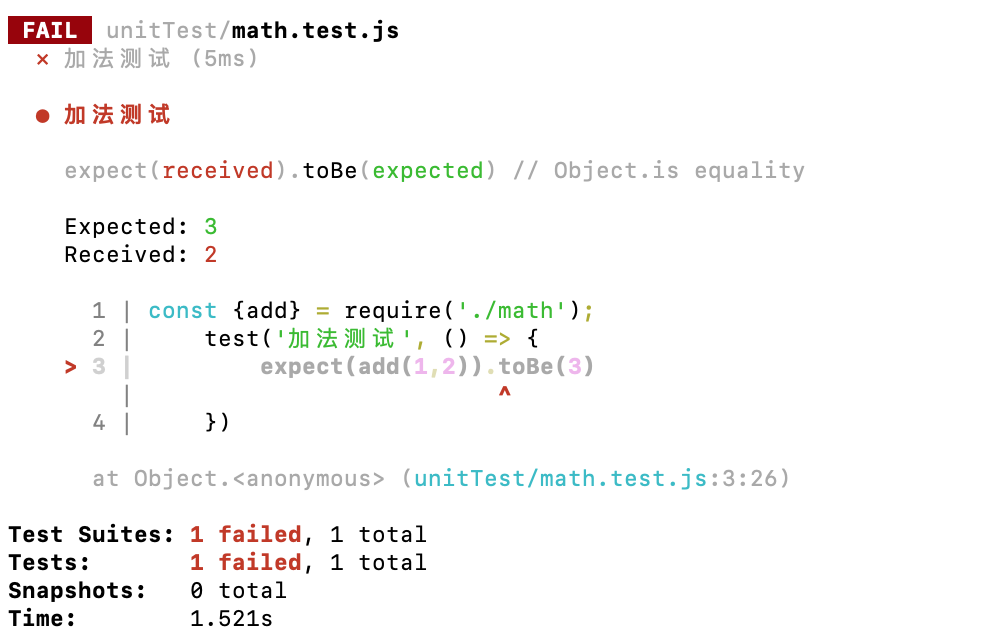 FAIL unitTest/math.test.js
× 加法测试 (5ms)
● 加法测试
expect(received).toBe(expected) // Object.is equality
Expected: 3
Received: 2
1 | const {add} = require('./math');
2 |     test('加法测试', () => {
> 3 |         expect(add(1,2)).toBe(3)
|                          ^
4 |     })
at Object.<anonymous> (unitTest/math.test.js:3:26)
Test Suites: 1 failed, 1 total
Tests:       1 failed, 1 total
Snapshots:   0 total
Time:        1.521s